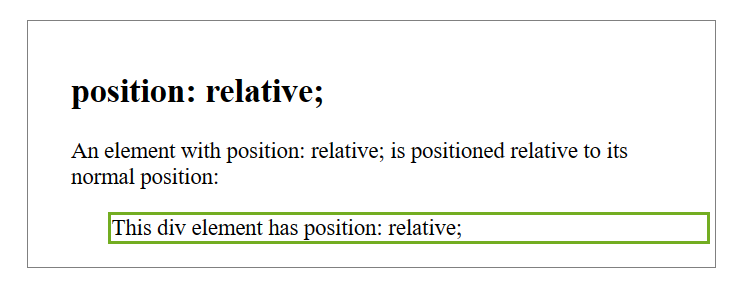 position: relative;
An element with position: relative; is positioned relative to its
normal position:
This div element has position: relative;